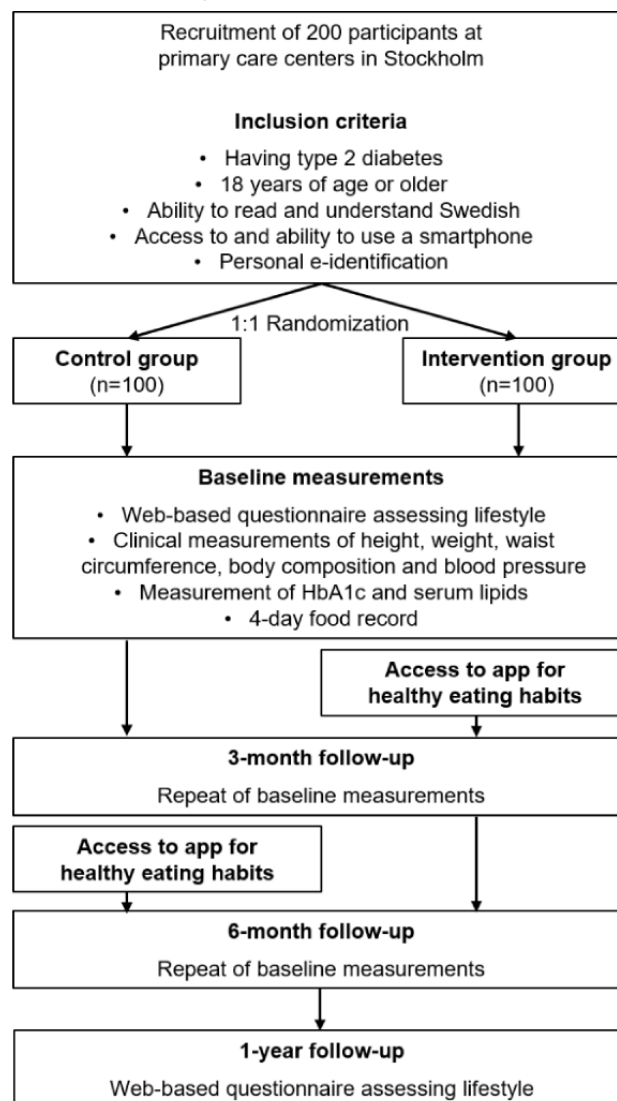 Recruitment of 200 participants at
primary care centers in Stockholm
Inclusion criteria
• Having type 2 diabetes
• 18 years of age or older
• Ability to read and understand Swedish
• Access to and ability to use a smartphone
• Personal e-identification
1:1 Randomization
Control group
(n=100)
Intervention group
(n=100)
Baseline measurements
• Web-based questionnaire assessing lifestyle
• Clinical measurements of height, weight, waist
circumference, body composition and blood pressure
• Measurement of HbA1c and serum lipids
• 4-day food record
Access to app for
healthy eating habits
3-month follow-up
Repeat of baseline measurements
Access to app for
healthy eating habits
6-month follow-up
Repeat of baseline measurements
1-year follow-up
Web-based questionnaire assessing lifestyle